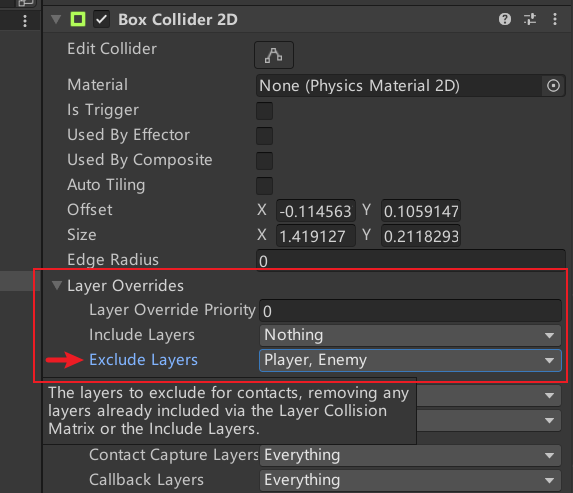 Box Collider 2D
Edit Collider
Material None (Physics Material 2D)
Is Trigger
Used By Effector
Used By Composite
Auto Tiling
Offset X -0.114563 Y 0.1059147
Size X 1.419127 Y 0.2118293
Edge Radius 0
Layer Overrides
Layer Override Priority 0
Include Layers Nothing
Exclude Layers Player, Enemy
The layers to exclude for contacts, removing any
layers already included via the Layer Collision
Matrix or the Include Layers.
Contact Capture Layers Everything
Callback Layers Everything